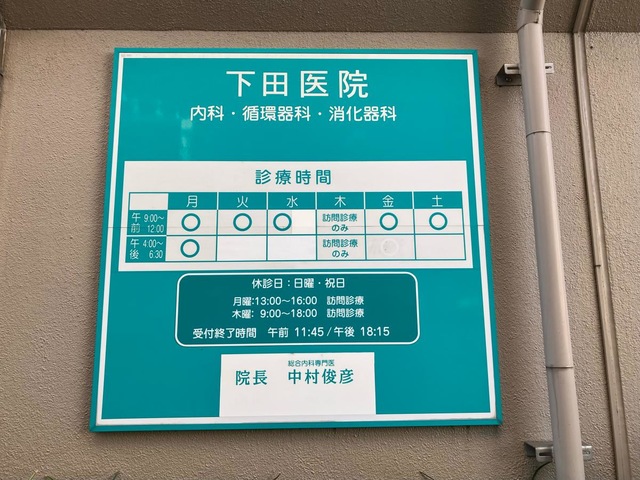 下田医院
内科・循環器科・消化器科
診療時間
月 火 水 木 金 土
午前 9:00～12:00 ○ ○ ○ 訪問診療のみ ○ ○
午後 4:00～6:30 ○ 訪問診療のみ
休診日：日曜・祝日
月曜:13:00～16:00 訪問診療
木曜: 9:00～18:00 訪問診療
受付終了時間 午前 11:45/午後 18:15
総合内科専門医
院長 中村俊彦